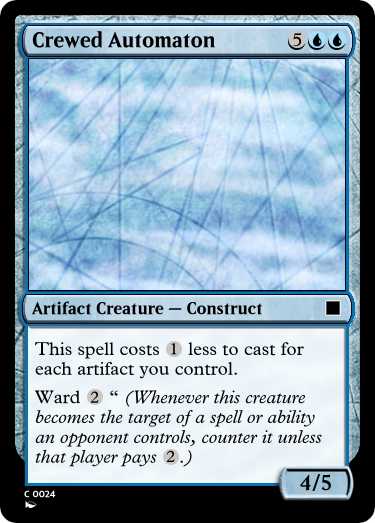 Crewed Automaton 5
Artifact Creature — Construct
This spell costs 1 less to cast for
each artifact you control.
Ward 2 “ (Whenever this creature
becomes the target of a spell or ability
an opponent controls, counter it unless
that player pays 2.)
4/5
C 0024